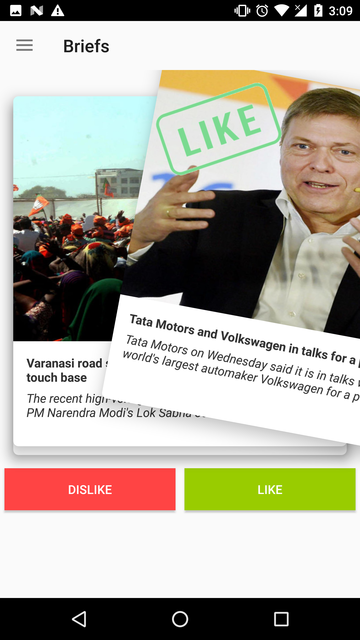 3:09
Briefs
LIKE
Tata Motors and Volkswagen in talks for a
Tata Motors on Wednesday said it is in talks
world's largest automaker Volkswagen for a
Varanasi road
touch base
The recent high
PM Narendra Modi's Lok Sabha
DISLIKE
LIKE